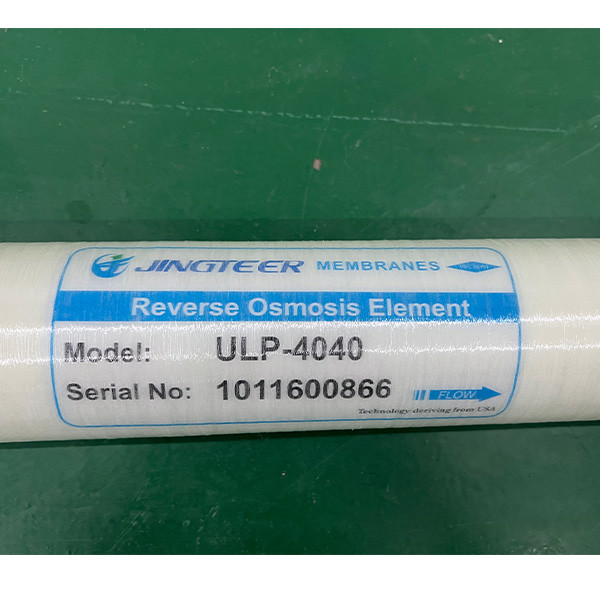 JINGTEER MEMBRANES
Reverse Osmosis Element
Model: ULP-4040
Serial No: 1011600866
FLOW
Technology deriving from USA